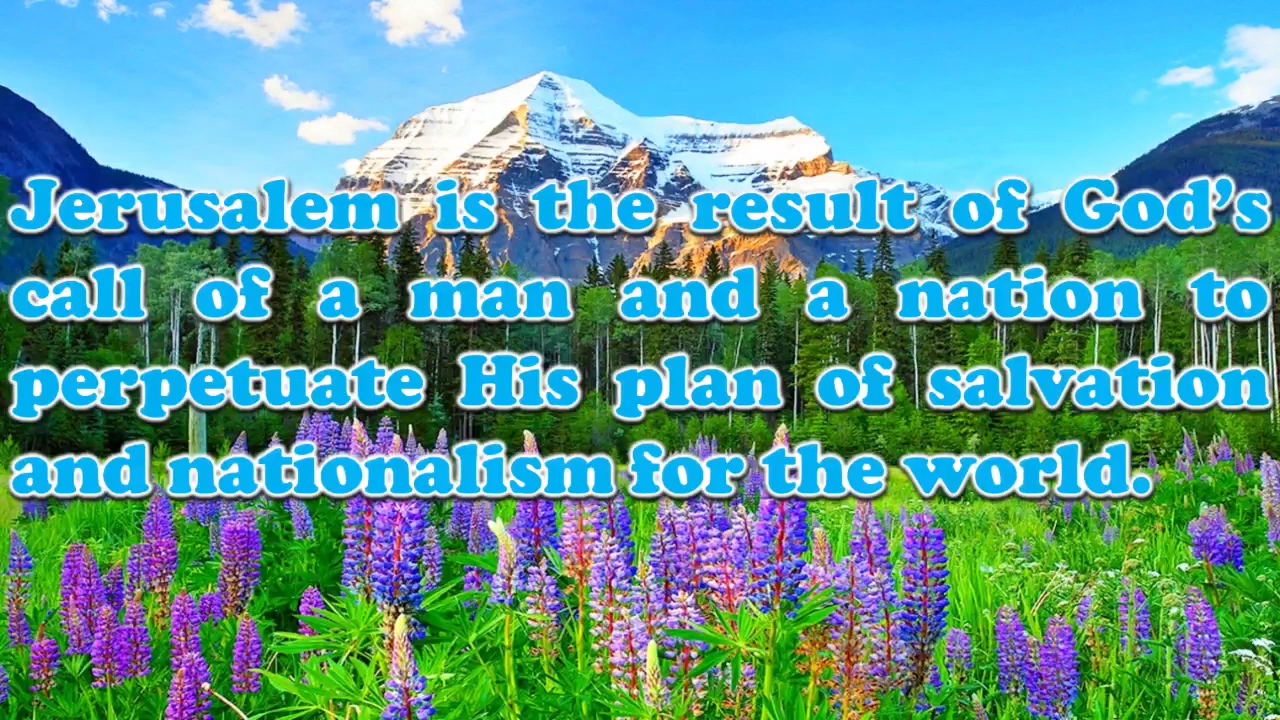 Jerusalem is the result of God’s
call of a man and a nation to
perpetuate His plan of salvation
and nationalism for the world.